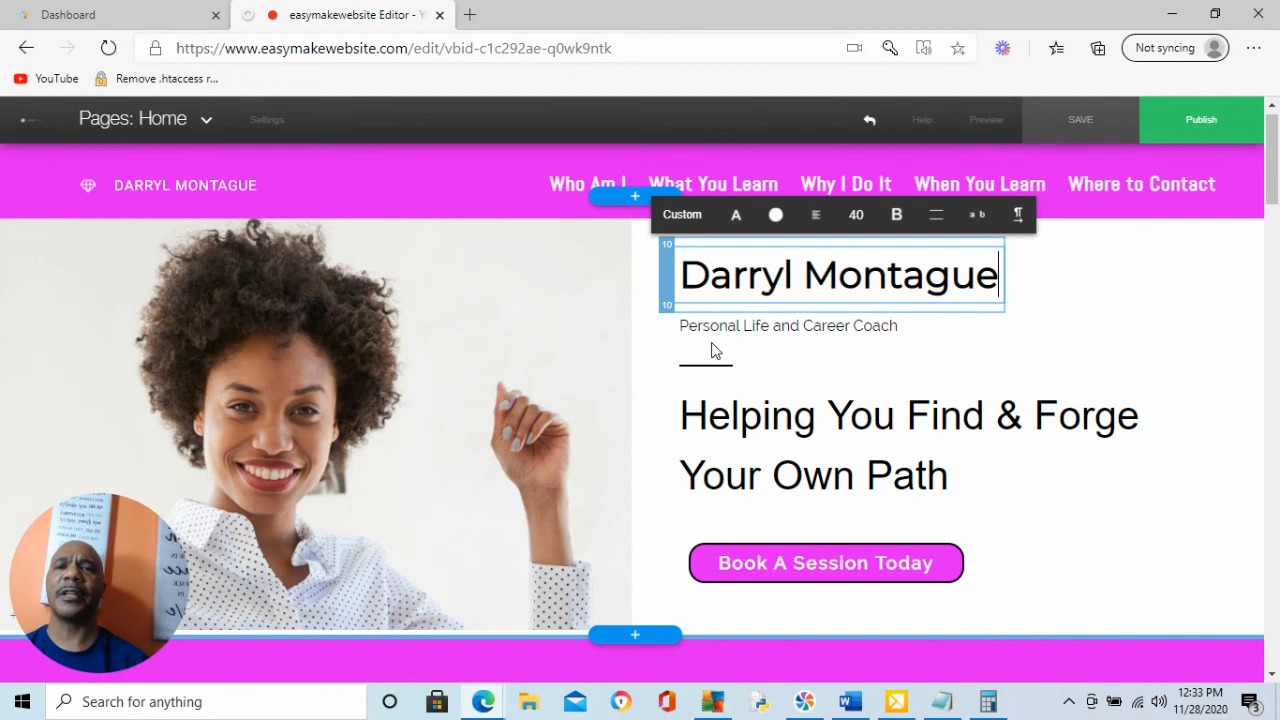 Dashboard
easymakewebsite Editor - Y
https://www.easymakewebsite.com/edit/vbid-c1c292ae-q0wk9ntk
Not syncing
YouTube
Remove .htaccess r...
Pages: Home
Settings
Help
Preview
SAVE
Publish
DARRYL MONTAGUE
Who Am I
What You Learn
Why I Do It
When You Learn
Where to Contact
Custom
A
40
B
a b
10
Darryl Montague
10
Personal Life and Career Coach
Helping You Find & Forge
Your Own Path
Book A Session Today
Search for anything
12:33 PM
11/28/2020
3